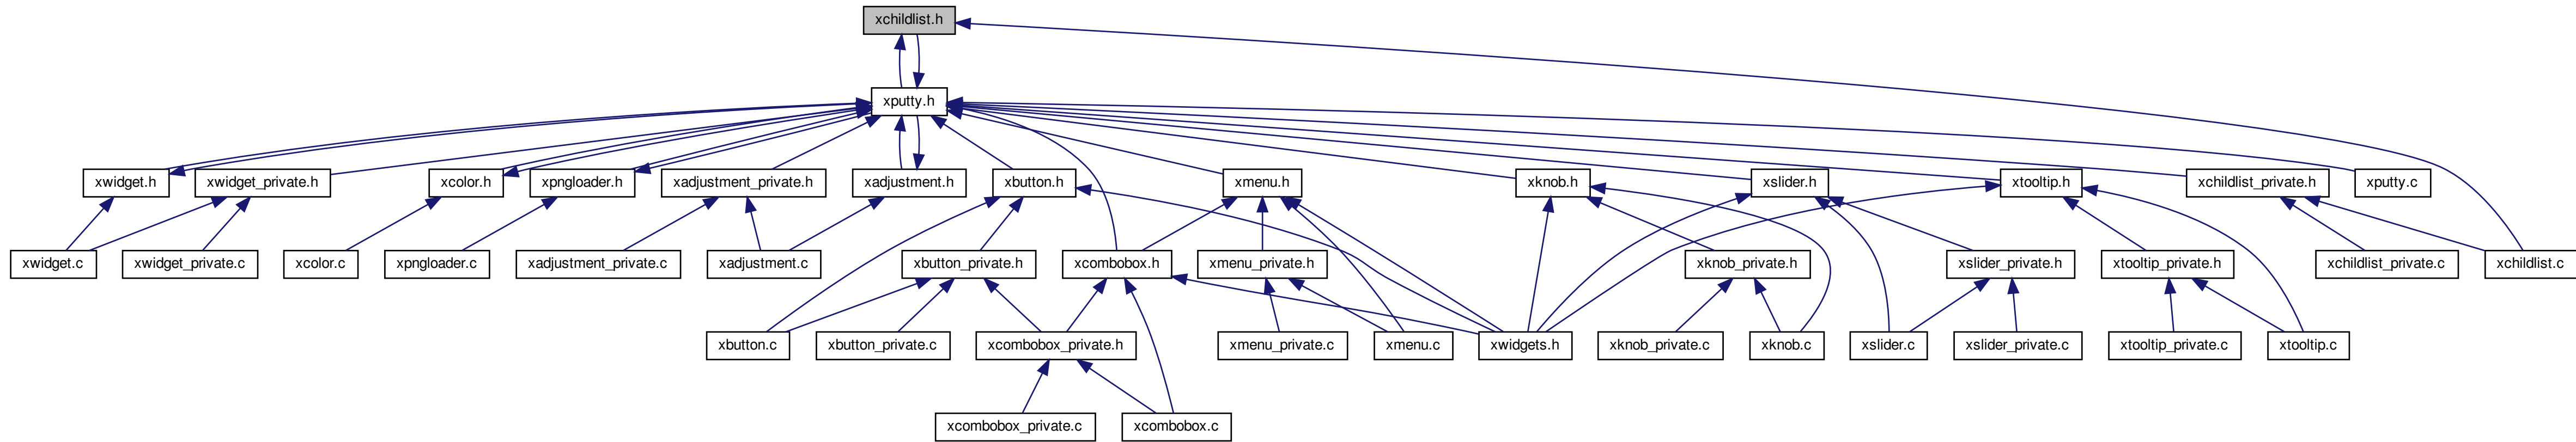 xchildlist.h
xputty.h
xwidget.h
xwidget_private.h
xcolor.h
xpngloader.h
xadjustment_private.h
xadjustment.h
xbutton.h
xmenu.h
xknob.h
xslider.h
xtooltip.h
xchildlist_private.h
xputty.c
xwidget.c
xwidget_private.c
xcolor.c
xpngloader.c
xadjustment_private.c
xadjustment.c
xbutton_private.h
xcombobox.h
xmenu_private.h
xknob_private.h
xslider_private.h
xtooltip_private.h
xchildlist_private.c
xchildlist.c
xbutton.c
xbutton_private.c
xcombobox_private.h
xmenu_private.c
xmenu.c
xwidgets.h
xknob_private.c
xknob.c
xslider.c
xslider_private.c
xtooltip_private.c
xtooltip.c
xcombobox_private.c
xcombobox.c